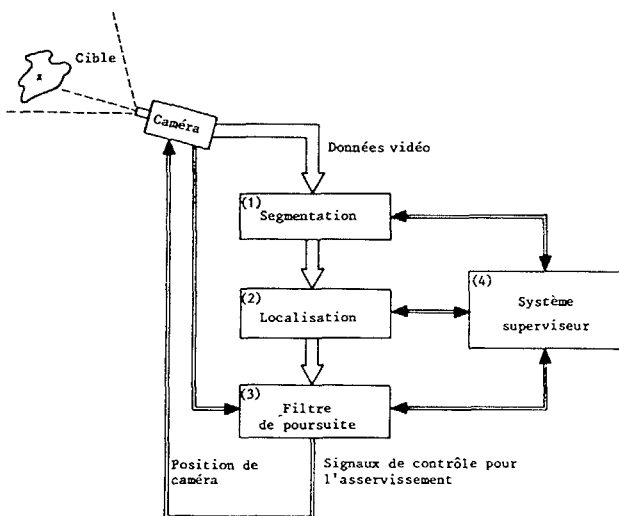 Cible
x
Caméra
Données vidéo
(1)
Segmentation
(2)
Localisation
(4)
Système
superviseur
(3)
Filtre
de poursuite
Position de
caméra
Signaux de contrôle pour
l'asservissement